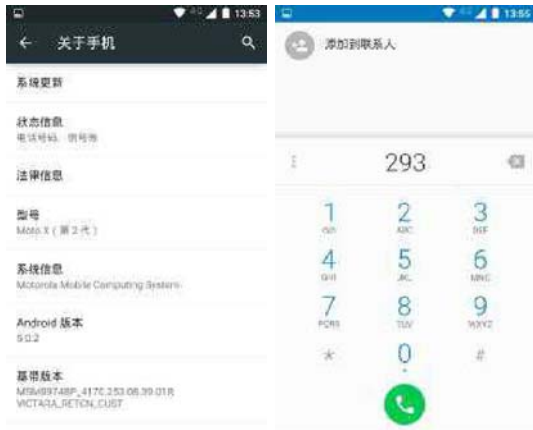 13:53
关于手机
系统更新
状态信息
电话号码、信号等
法律信息
型号
Moto X（第 2 代）
系统信息
Motorola Mobile Computing System
Android 版本
5.0.2
基带版本
VICTARA_RETCN_CUST
13:55
添加到联系人
293
1
2
ABC
3
DEF
4
GHI
5
JKL
6
MNO
7
PQRS
8
TUV
9
WXYZ
*
0
+
#